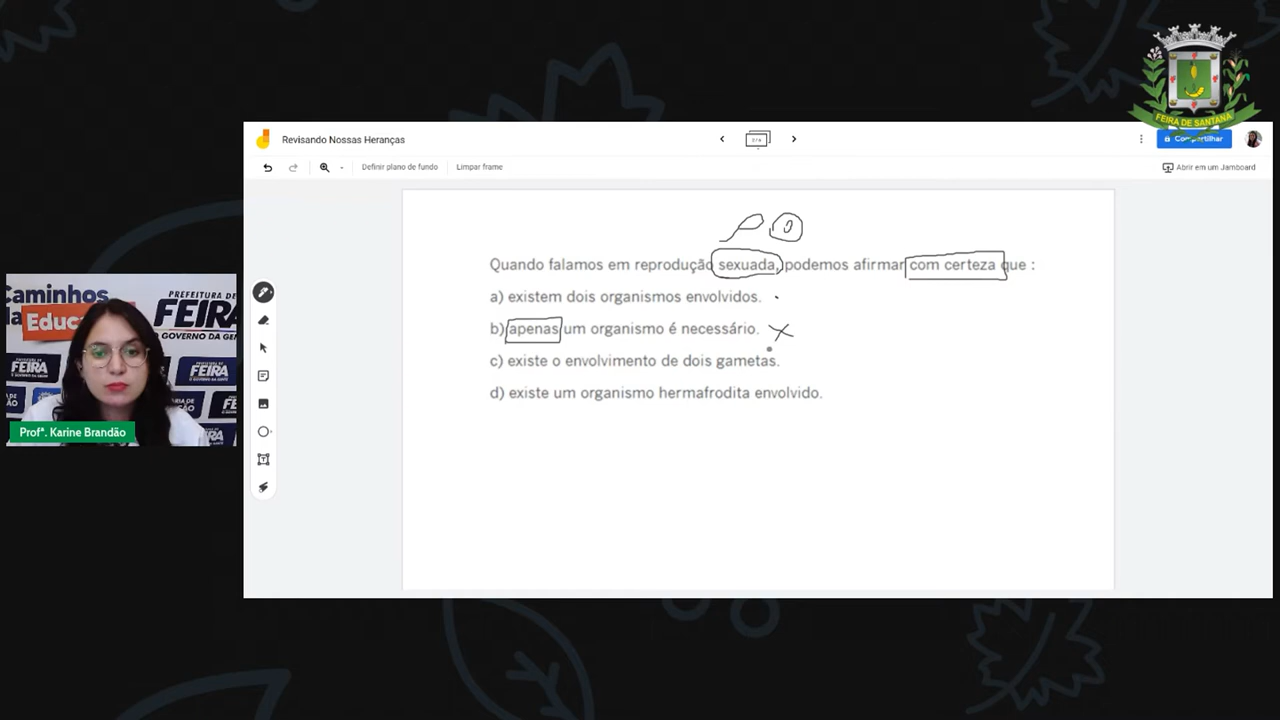 FEIRA DE SANTANA
Revisando Nossas Heranças
Compartilhar
Definir plano de fundo
Limpar frame
Abrir em um Jamboard
Quando falamos em reprodução sexuada, podemos afirmar com certeza que :
a) existem dois organismos envolvidos.
b) apenas um organismo é necessário.
c) existe o envolvimento de dois gametas.
d) existe um organismo hermafrodita envolvido.
Caminhos
da
Educa
PREFEITURA DE
FEIRA
GOVERNO DA GEN
FEIRA
FEIRA
Profª. Karine Brandão